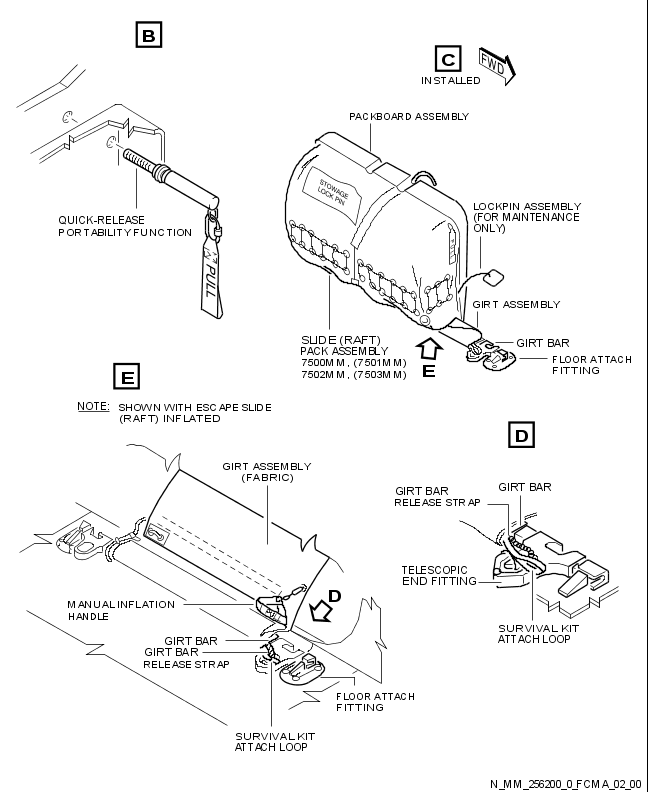 B
C
FWD
INSTALLED
PACKBOARD ASSEMBLY
STOWAGE
LOCK PIN
LOCKPIN ASSEMBLY
(FOR MAINTENANCE
ONLY)
QUICK-RELEASE
PORTABILITY FUNCTION
PULL
GIRT ASSEMBLY
SLIDE (RAFT)
PACK ASSEMBLY
7500MM, (7501MM)
7502MM, (7503MM)
E
GIRT BAR
FLOOR ATTACH
FITTING
E
NOTE: SHOWN WITH ESCAPE SLIDE
(RAFT) INFLATED
D
GIRT ASSEMBLY
(FABRIC)
GIRT BAR
RELEASE STRAP
GIRT BAR
TELESCOPIC
END FITTING
SURVIVAL KIT
ATTACH LOOP
MANUAL INFLATION
HANDLE
D
GIRT BAR
GIRT BAR
RELEASE STRAP
FLOOR ATTACH
FITTING
SURVIVAL KIT
ATTACH LOOP
N_MM_256200_0_FCMA_02_00